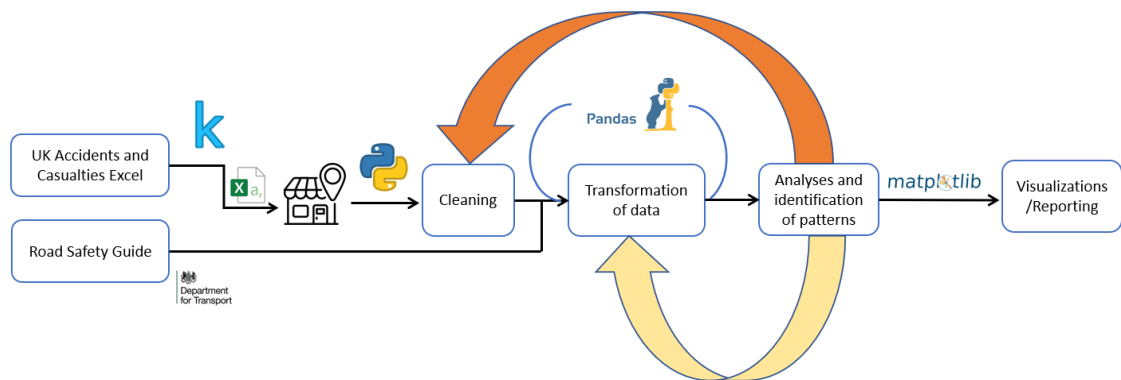 k
UK Accidents and
Casualties Excel
X a,
Road Safety Guide
Department
for Transport
Cleaning
Pandas
Transformation
of data
Analyses and
identification
of patterns
matplotlib
Visualizations
/Reporting